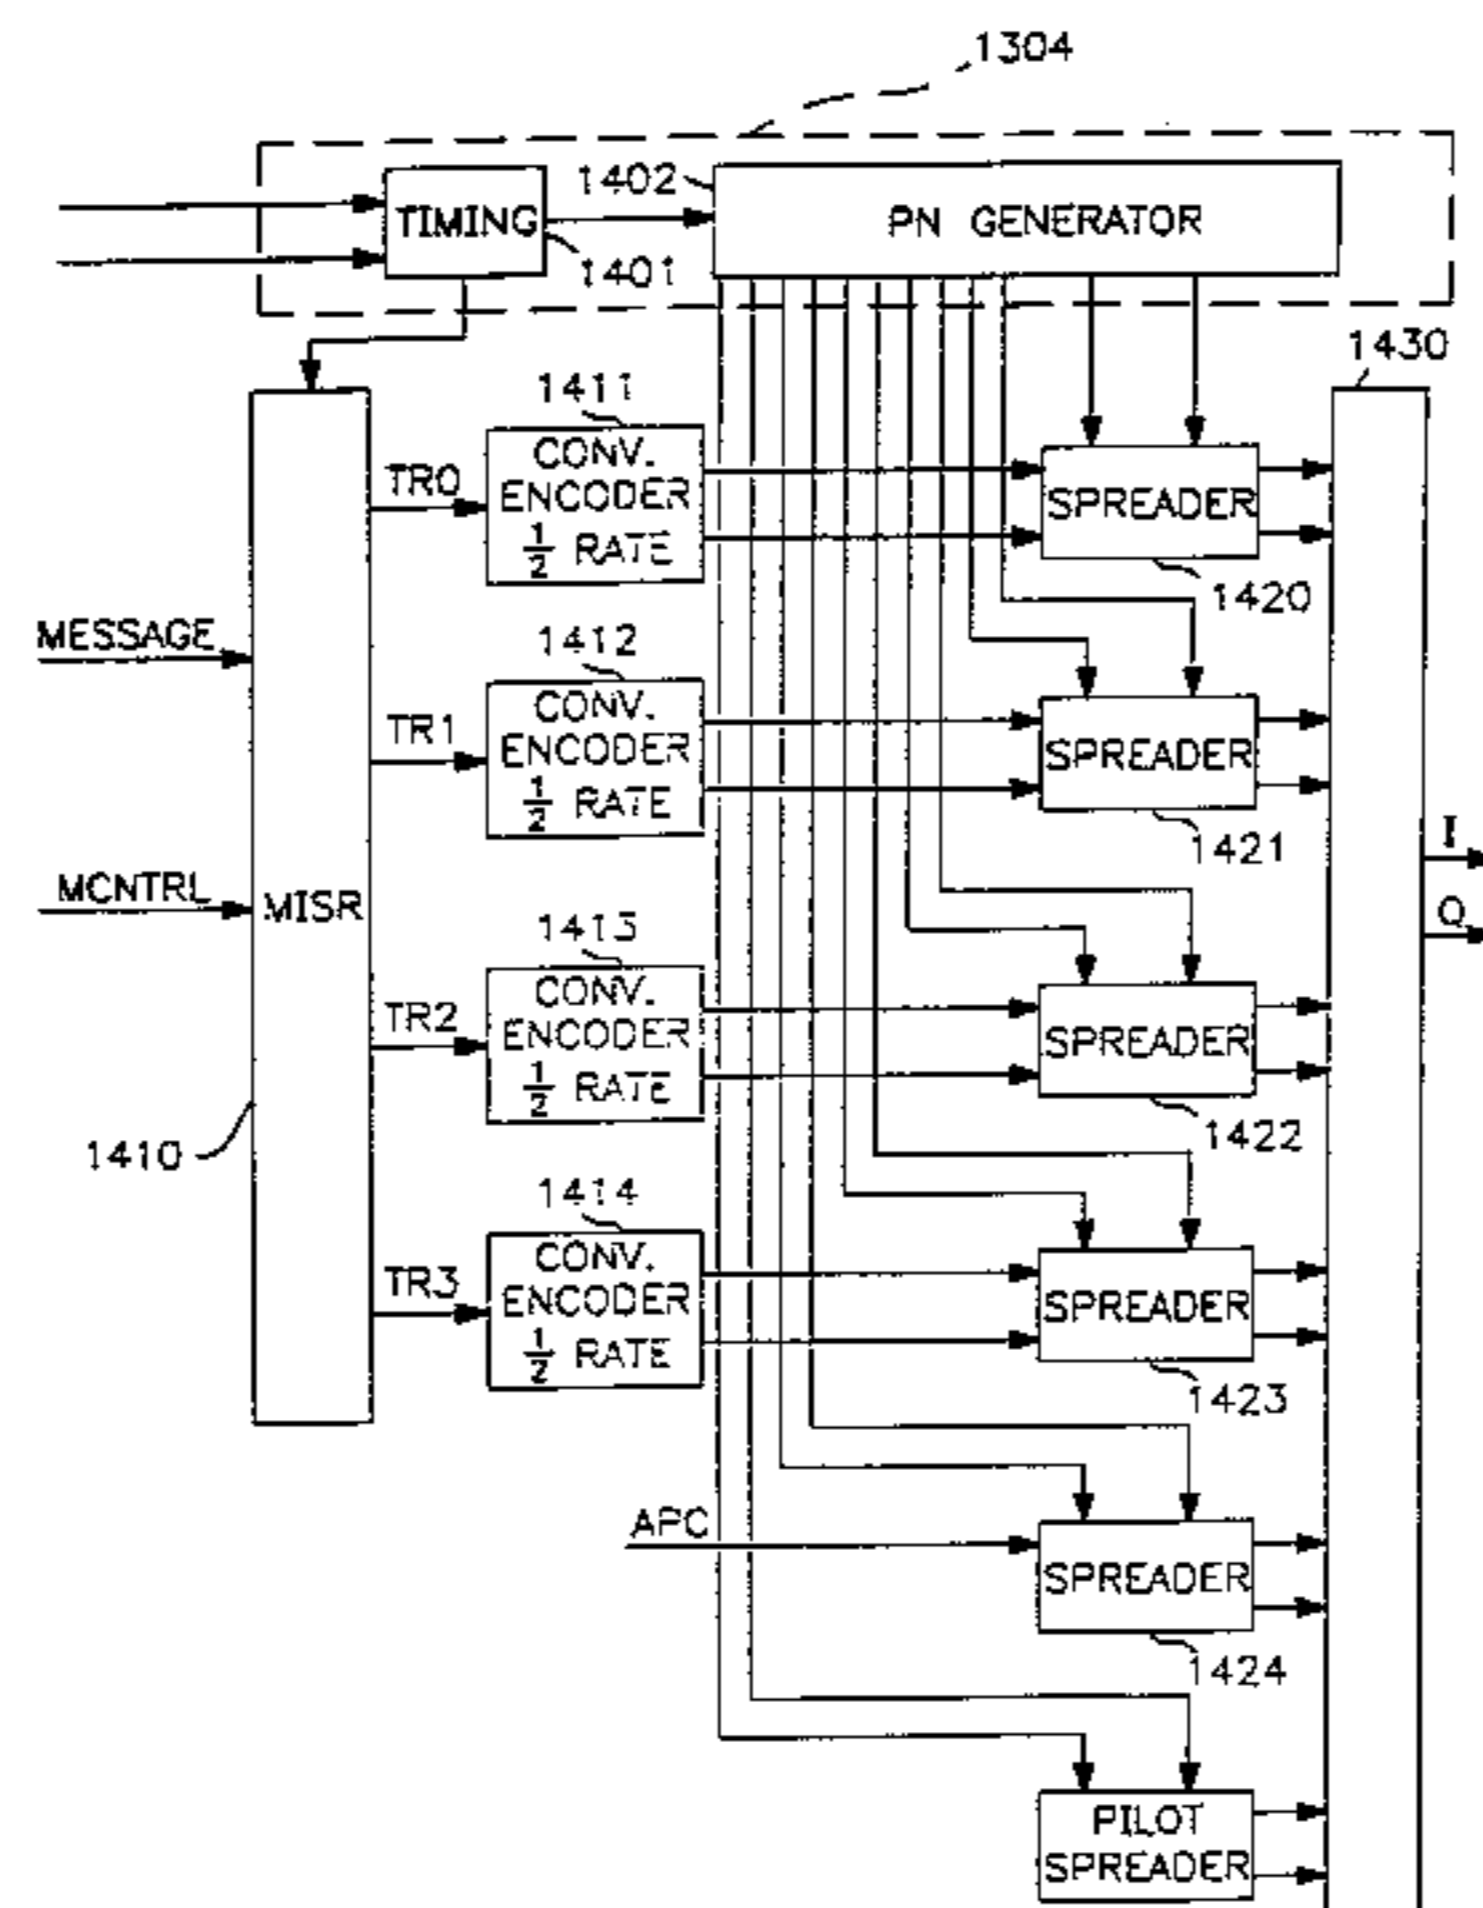 1304
1402
TIMING
PN GENERATOR
1401
1430
1411
CONV.
ENCODER
1/2 RATE
TR0
SPREADER
1420
MESSAGE
1412
CONV.
ENCODER
1/2 RATE
TR1
SPREADER
1421
I
MCNTRL
MISR
Q
1413
CONV.
ENCODER
1/2 RATE
TR2
SPREADER
1422
1410
1414
CONV.
ENCODER
1/2 RATE
TR3
SPREADER
1423
APC
SPREADER
1424
PILOT
SPREADER